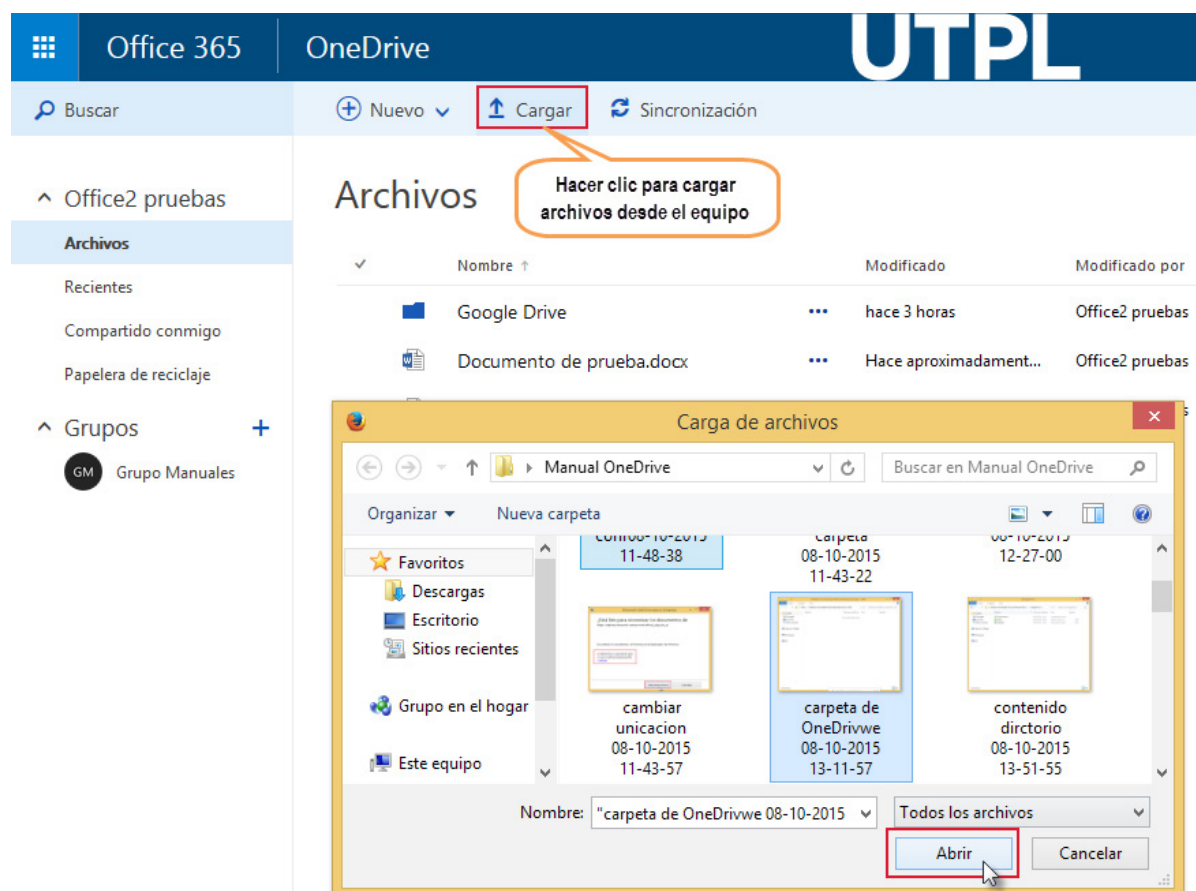 Office 365
OneDrive
UTPL
Buscar
Nuevo
Cargar
Sincronización
Hacer clic para cargar
archivos desde el equipo
Office2 pruebas
Archivos
Recientes
Compartido conmigo
Papelera de reciclaje
Grupos +
GM Grupo Manuales
Archivos
Nombre ↑ Modificado Modificado por
Google Drive ••• hace 3 horas Office2 pruebas
Documento de prueba.docx ••• Hace aproximadament... Office2 pruebas
Carga de archivos
Manual OneDrive
Buscar en Manual OneDrive
Organizar
Nueva carpeta
Favoritos
Descargas
Escritorio
Sitios recientes
Grupo en el hogar
Este equipo
11-48-38
carpeta
08-10-2015
11-43-22
08-10-2015
12-27-00
cambiar
unicacion
08-10-2015
11-43-57
carpeta de
OneDrivwe
08-10-2015
13-11-57
contenido
dirctorio
08-10-2015
13-51-55
Nombre: "carpeta de OneDrivwe 08-10-2015
Todos los archivos
Abrir
Cancelar